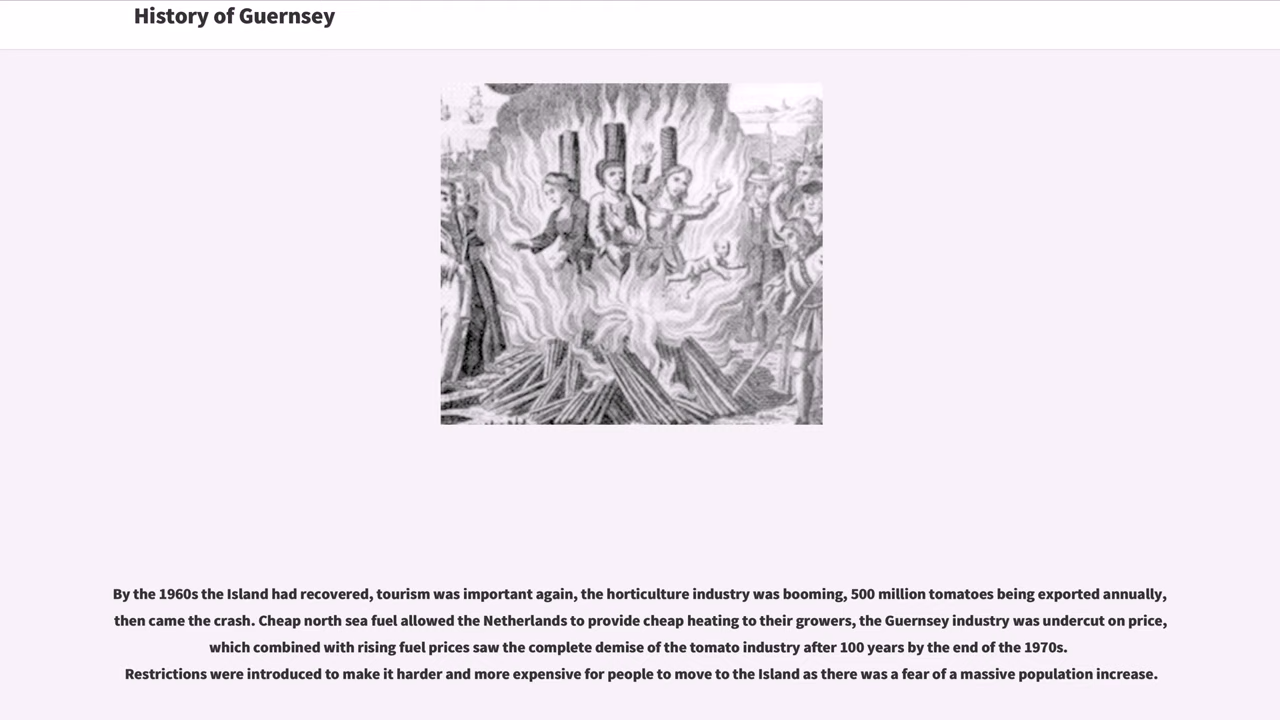 History of Guernsey
By the 1960s the Island had recovered, tourism was important again, the horticulture industry was booming, 500 million tomatoes being exported annually,
then came the crash. Cheap north sea fuel allowed the Netherlands to provide cheap heating to their growers, the Guernsey industry was undercut on price,
which combined with rising fuel prices saw the complete demise of the tomato industry after 100 years by the end of the 1970s.
Restrictions were introduced to make it harder and more expensive for people to move to the Island as there was a fear of a massive population increase.